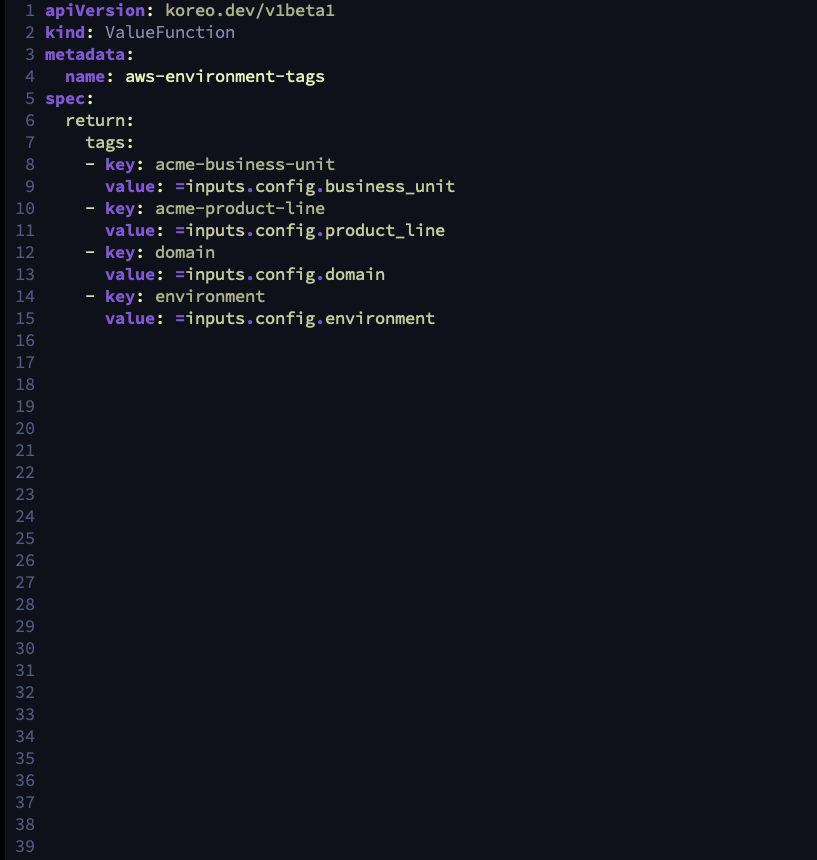 1 apiVersion: koreo.dev/v1beta1
2 kind: ValueFunction
3 metadata:
4   name: aws-environment-tags
5 spec:
6   return:
7     tags:
8     - key: acme-business-unit
9       value: =inputs.config.business_unit
10     - key: acme-product-line
11       value: =inputs.config.product_line
12     - key: domain
13       value: =inputs.config.domain
14     - key: environment
15       value: =inputs.config.environment
16
17
18
19
20
21
22
23
24
25
26
27
28
29
30
31
32
33
34
35
36
37
38
39